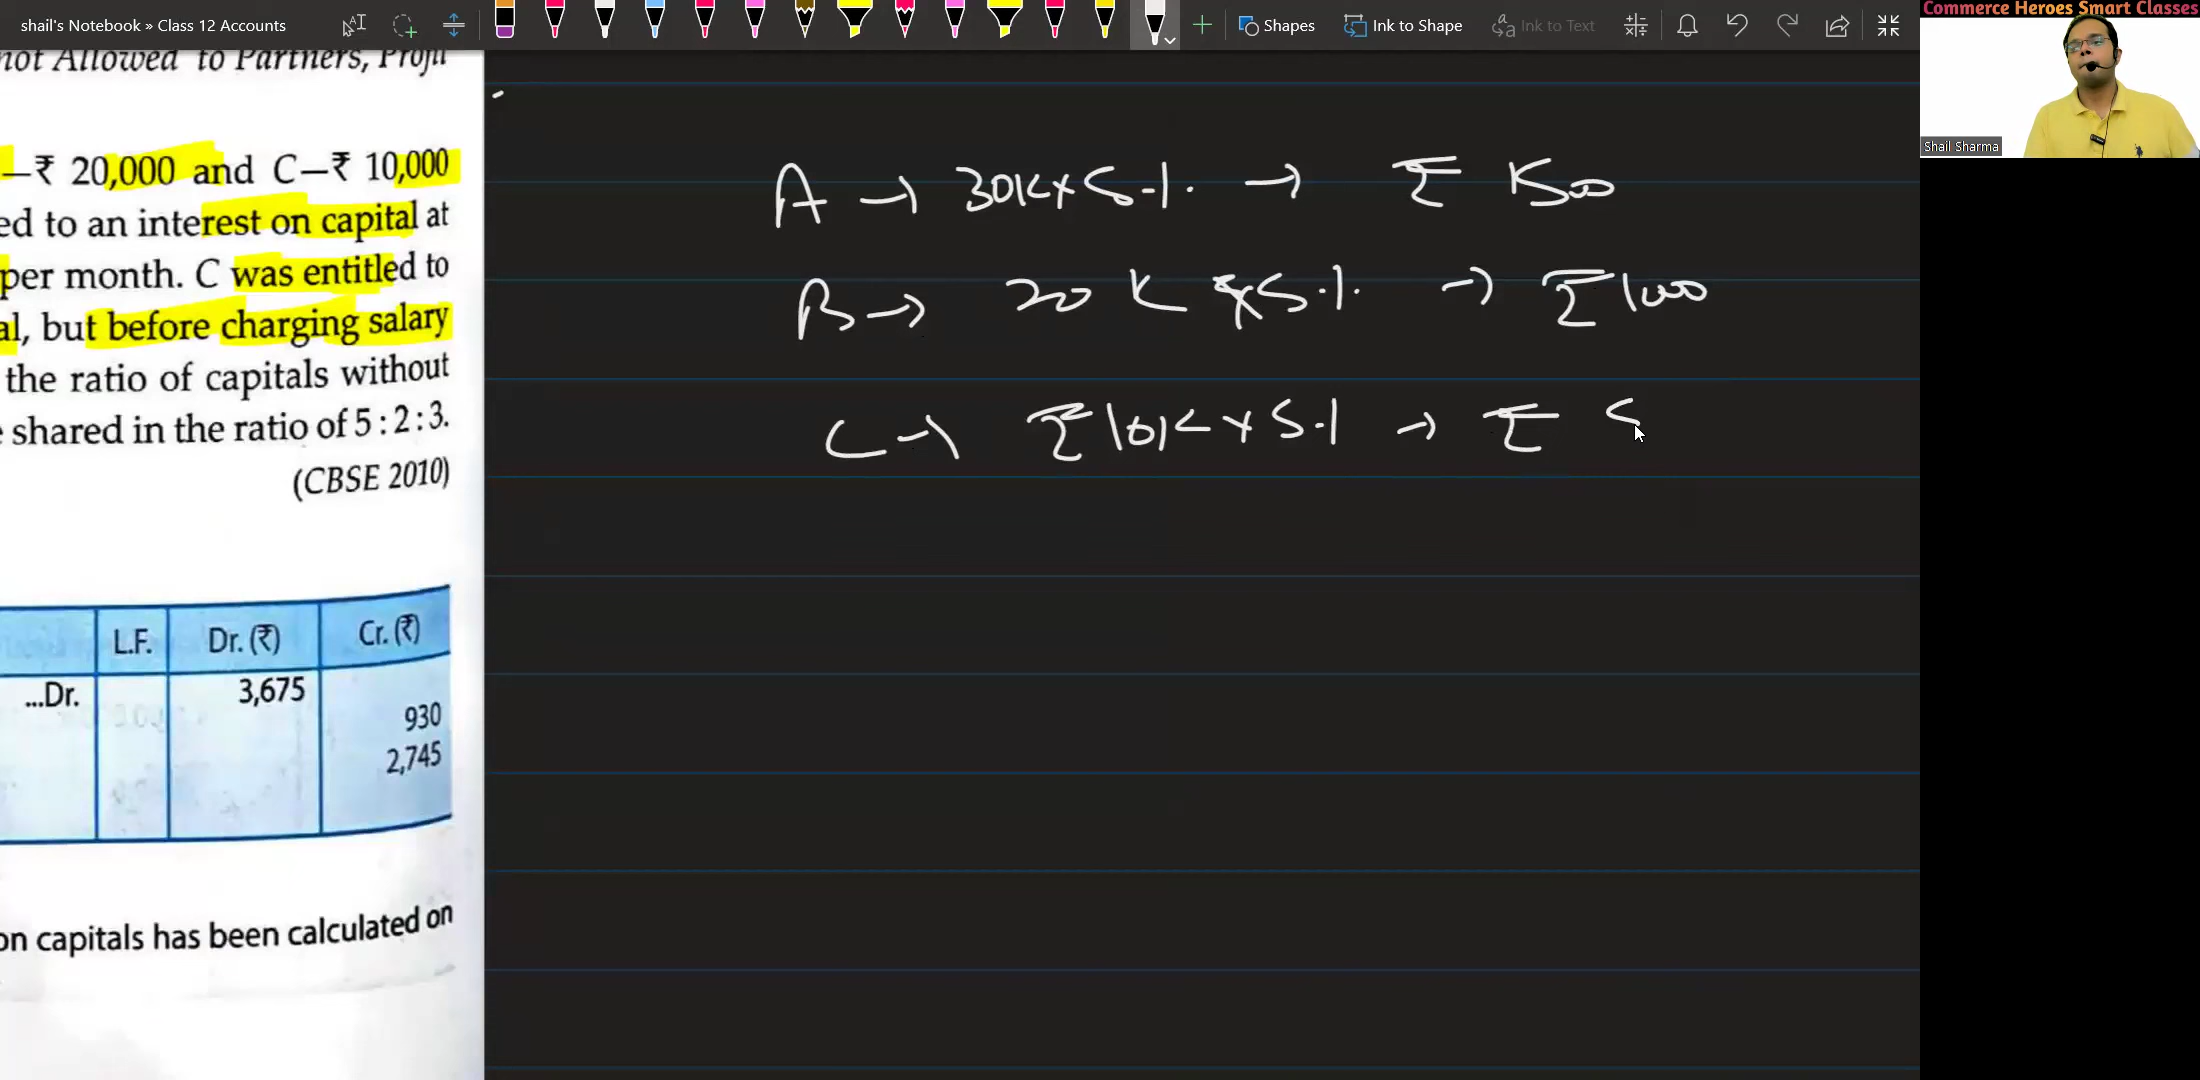 shail's Notebook » Class 12 Accounts
Shapes
Ink to Shape
Ink to Text
Commerce Heroes Smart Classes
Shail Sharma
not Allowed to Partners, Profit
–₹ 20,000 and C–₹ 10,000
ed to an interest on capital at
per month. C was entitled to
al, but before charging salary
the ratio of capitals without
e shared in the ratio of 5 : 2 : 3.
(CBSE 2010)
L.F. Dr. (₹) Cr. (₹)
...Dr. 3,675
930
2,745
on capitals has been calculated on
A → 30K x 5% → ₹ 1500
B → 20 K x 5% → ₹ 1000
C → ₹ 10K x 5% → ₹ 5